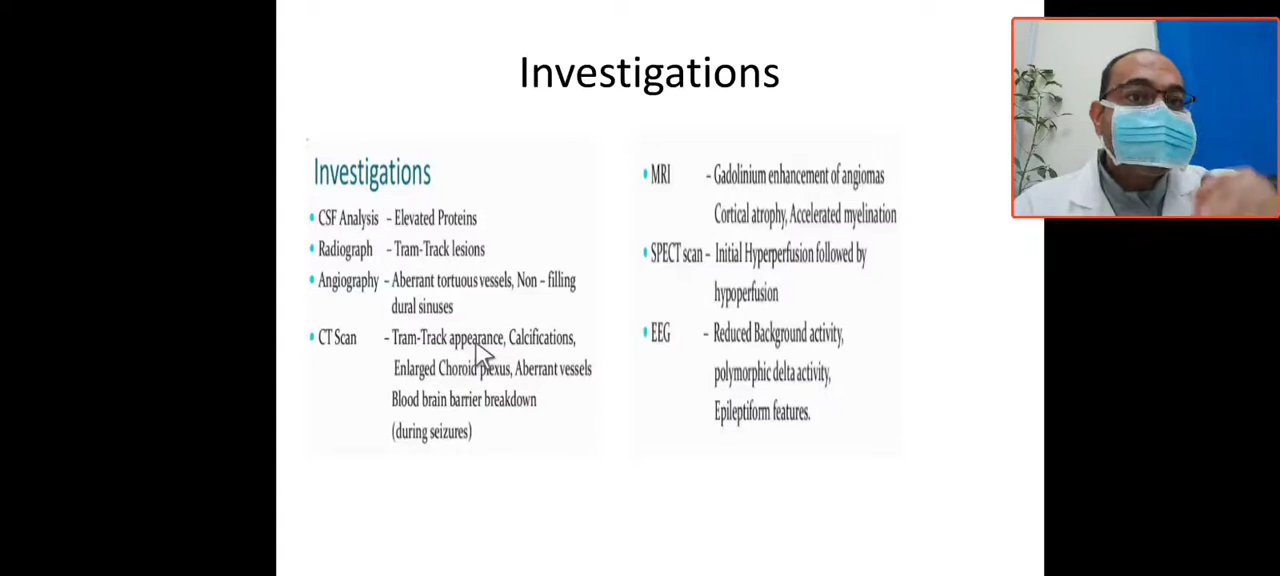 Investigations
Investigations
• CSF Analysis – Elevated Proteins
• Radiograph – Tram-Track lesions
• Angiography – Aberrant tortuous vessels, Non – filling
dural sinuses
• CT Scan – Tram-Track appearance, Calcifications,
Enlarged Choroid plexus, Aberrant vessels
Blood brain barrier breakdown
(during seizures)
• MRI – Gadolinium enhancement of angiomas
Cortical atrophy, Accelerated myelination
• SPECT scan – Initial Hyperperfusion followed by
hypoperfusion
• EEG – Reduced Background activity,
polymorphic delta activity,
Epileptiform features.